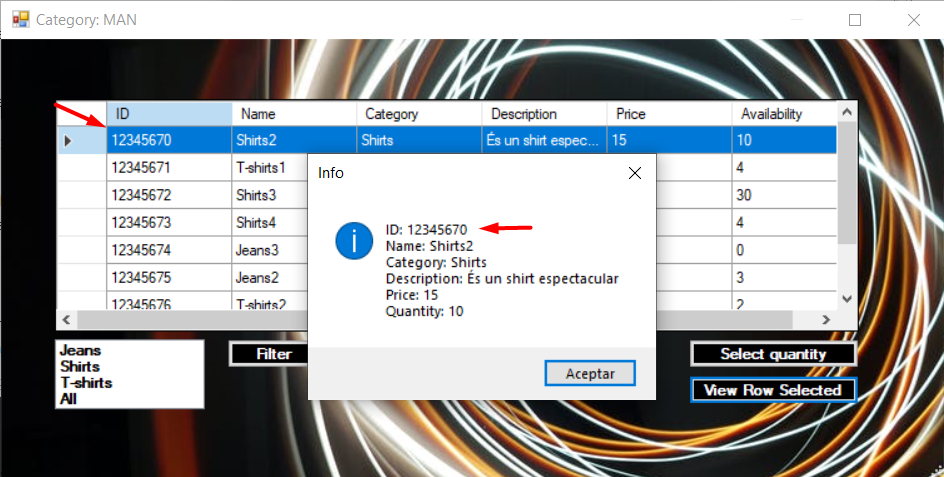 Category: MAN
ID Name Category Description Price Availability
12345670 Shirts2 Shirts És un shirt espec... 15 10
12345671 T-shirts1 4
12345672 Shirts3 30
12345673 Shirts4 4
12345674 Jeans3 0
12345675 Jeans2 3
12345676 T-shirts2 2
Info
ID: 12345670
Name: Shirts2
Category: Shirts
Description: És un shirt espectacular
Price: 15
Quantity: 10
Aceptar
Jeans
Shirts
T-shirts
All
Filter
Select quantity
View Row Selected